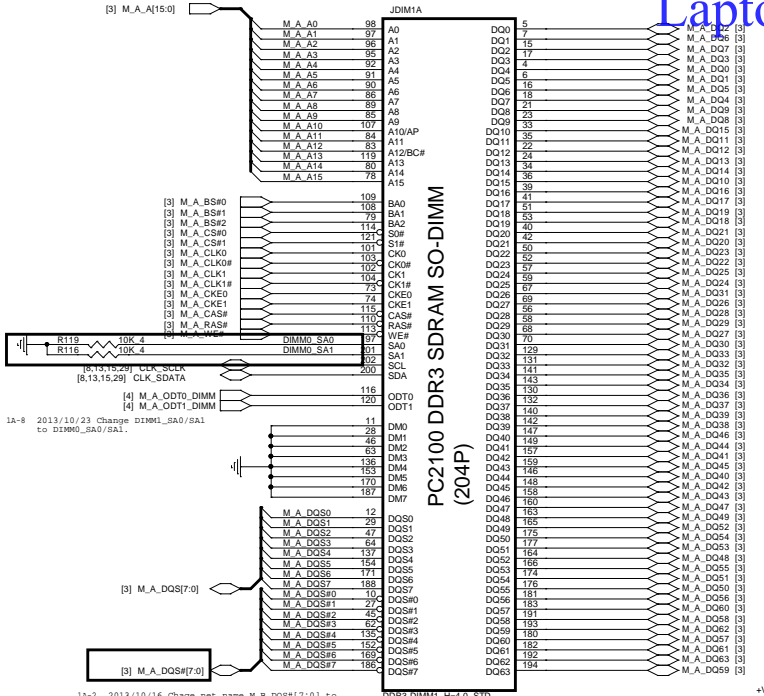 Lapto
[3] M_A_A[15:0]
JDIM1A
M_A_A0 98 A0 DQ0 5 M_A_DQ2 [3]
M_A_A1 97 A1 DQ1 7 M_A_DQ6 [3]
M_A_A2 96 A2 DQ2 15 M_A_DQ7 [3]
M_A_A3 95 A3 DQ3 17 M_A_DQ3 [3]
M_A_A4 92 A4 DQ4 4 M_A_DQ0 [3]
M_A_A5 91 A5 DQ5 6 M_A_DQ1 [3]
M_A_A6 90 A6 DQ6 16 M_A_DQ5 [3]
M_A_A7 86 A7 DQ7 18 M_A_DQ4 [3]
M_A_A8 89 A8 DQ8 21 M_A_DQ9 [3]
M_A_A9 85 A9 DQ9 23 M_A_DQ8 [3]
M_A_A10 107 A10/AP DQ10 33 M_A_DQ15 [3]
M_A_A11 84 A11 DQ11 35 M_A_DQ11 [3]
M_A_A12 83 A12/BC# DQ12 22 M_A_DQ12 [3]
M_A_A13 119 A13 DQ13 24 M_A_DQ13 [3]
M_A_A14 80 A14 DQ14 34 M_A_DQ14 [3]
M_A_A15 78 A15 DQ15 36 M_A_DQ10 [3]
DQ16 39 M_A_DQ16 [3]
[3] M_A_BS#0 109 BA0 DQ17 41 M_A_DQ17 [3]
[3] M_A_BS#1 108 BA1 DQ18 51 M_A_DQ19 [3]
[3] M_A_BS#2 79 BA2 DQ19 53 M_A_DQ18 [3]
[3] M_A_CS#0 114 S0# DQ20 40 M_A_DQ21 [3]
[3] M_A_CS#1 121 S1# DQ21 42 M_A_DQ20 [3]
[3] M_A_CLK0 101 CK0 DQ22 50 M_A_DQ23 [3]
[3] M_A_CLK0# 103 CK0# DQ23 52 M_A_DQ22 [3]
[3] M_A_CLK1 102 CK1 DQ24 57 M_A_DQ25 [3]
[3] M_A_CLK1# 104 CK1# DQ25 59 M_A_DQ24 [3]
[3] M_A_CKE0 73 CKE0 DQ26 67 M_A_DQ31 [3]
[3] M_A_CKE1 74 CKE1 DQ27 69 M_A_DQ26 [3]
[3] M_A_CAS# 115 CAS# DQ28 56 M_A_DQ28 [3]
[3] M_A_RAS# 110 RAS# DQ29 58 M_A_DQ29 [3]
M_A_WE# 113 WE# DQ30 68 M_A_DQ27 [3]
R119 10K_4 DIMM0_SA0 197 SA0 DQ31 70 M_A_DQ30 [3]
R116 10K_4 DIMM0_SA1 201 SA1 DQ32 129 M_A_DQ33 [3]
[8,13,15,29] CLK_SCLK 202 SCL DQ33 131 M_A_DQ32 [3]
[8,13,15,29] CLK_SDATA 200 SDA DQ34 141 M_A_DQ35 [3]
DQ35 143 M_A_DQ34 [3]
[4] M_A_ODT0_DIMM 116 ODT0 DQ36 130 M_A_DQ36 [3]
[4] M_A_ODT1_DIMM 120 ODT1 DQ37 132 M_A_DQ37 [3]
DQ38 140 M_A_DQ39 [3]
1A-8 2013/10/23 Change DIMM1_SA0/SA1
to DIMM0_SA0/SA1.
11 DM0 DQ39 142 M_A_DQ38 [3]
28 DM1 DQ40 147 M_A_DQ46 [3]
46 DM2 DQ41 149 M_A_DQ44 [3]
63 DM3 DQ42 157 M_A_DQ41 [3]
136 DM4 DQ43 159 M_A_DQ45 [3]
153 DM5 DQ44 146 M_A_DQ40 [3]
170 DM6 DQ45 148 M_A_DQ42 [3]
187 DM7 DQ46 158 M_A_DQ43 [3]
DQ47 160 M_A_DQ47 [3]
M_A_DQS0 12 DQS0 DQ48 163 M_A_DQ49 [3]
M_A_DQS1 29 DQS1 DQ49 165 M_A_DQ52 [3]
M_A_DQS2 47 DQS2 DQ50 175 M_A_DQ54 [3]
M_A_DQS3 64 DQS3 DQ51 177 M_A_DQ53 [3]
M_A_DQS4 137 DQS4 DQ52 164 M_A_DQ48 [3]
M_A_DQS5 154 DQS5 DQ53 166 M_A_DQ55 [3]
M_A_DQS6 171 DQS6 DQ54 174 M_A_DQ51 [3]
M_A_DQS7 188 DQS7 DQ55 176 M_A_DQ50 [3]
M_A_DQS#0 10 DQS#0 DQ56 181 M_A_DQ56 [3]
M_A_DQS#1 27 DQS#1 DQ57 183 M_A_DQ60 [3]
M_A_DQS#2 45 DQS#2 DQ58 191 M_A_DQ58 [3]
M_A_DQS#3 62 DQS#3 DQ59 193 M_A_DQ62 [3]
M_A_DQS#4 135 DQS#4 DQ60 180 M_A_DQ57 [3]
M_A_DQS#5 152 DQS#5 DQ61 182 M_A_DQ61 [3]
M_A_DQS#6 169 DQS#6 DQ62 192 M_A_DQ63 [3]
M_A_DQS#7 186 DQS#7 DQ63 194 M_A_DQ59 [3]
[3] M_A_DQS[7:0]
[3] M_A_DQS#[7:0]
PC2100 DDR3 SDRAM SO-DIMM
(204P)
1A-2 2013/10/16 Chage net name M_B_DQS#[7:0] to
DDR3-DIMM1_H=4.0_STD